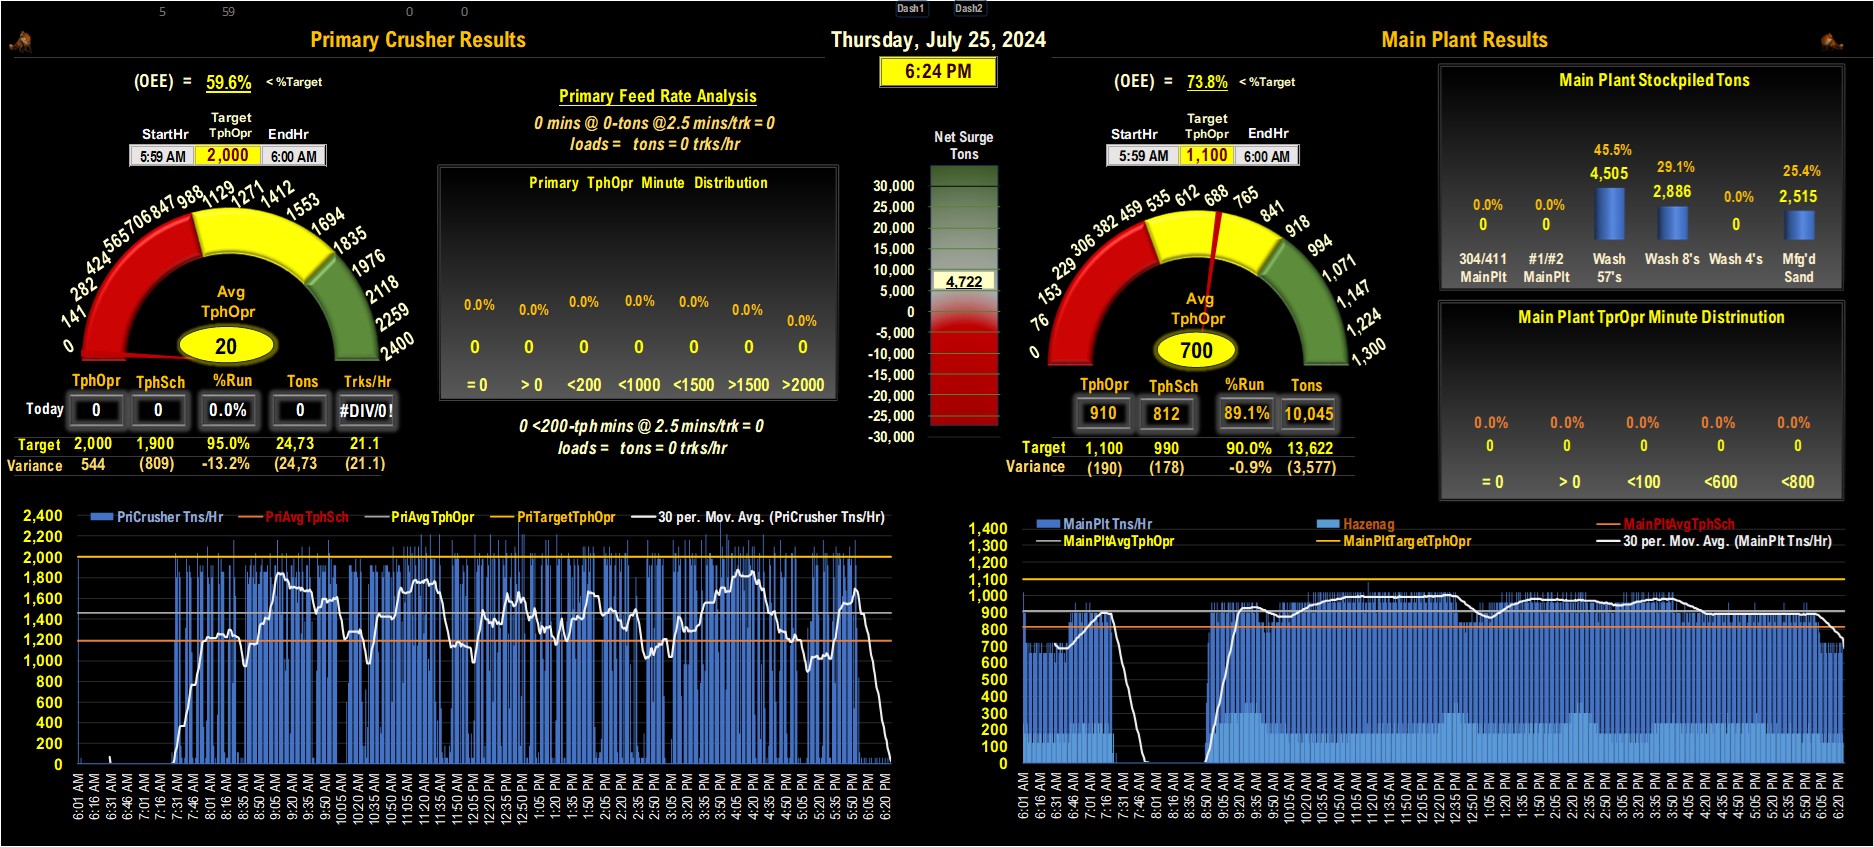 5 59 0 0 Dash1 Dash2
Primary Crusher Results
Thursday, July 25, 2024
Main Plant Results
6:24 PM
(OEE) = 59.6% < %Target
Target
StartHr TphOpr EndHr
5:59 AM 2,000 6:00 AM
0 141 282 424 565 706 847 988 1129 1271 1412 1553 1694 1835 1976 2118 2259 2400
Avg
TphOpr
20
TphOpr TphSch %Run Tons Trks/Hr
Today 0 0 0.0% 0 #DIV/0!
Target 2,000 1,900 95.0% 24,73 21.1
Variance 544 (809) -13.2% (24,73 (21.1)
Primary Feed Rate Analysis
0 mins @ 0-tons @2.5 mins/trk = 0
loads = tons = 0 trks/hr
Primary TphOpr Minute Distribution
0.0% 0.0% 0.0% 0.0% 0.0% 0.0% 0.0%
0 0 0 0 0 0 0
= 0 > 0 <200 <1000 <1500 >1500 >2000
0 <200-tph mins @ 2.5 mins/trk = 0
loads = tons = 0 trks/hr
Net Surge
Tons
30,000
25,000
20,000
15,000
10,000
4,722
5,000
0
-5,000
-10,000
-15,000
-20,000
-25,000
-30,000
(OEE) = 73.8% < %Target
Target
StartHr TphOpr EndHr
5:59 AM 1,100 6:00 AM
0 76 153 229 306 382 459 535 612 688 765 841 918 994 1,071 1,147 1,224 1,300
Avg
TphOpr
700
TphOpr TphSch %Run Tons
910 812 89.1% 10,045
Target 1,100 990 90.0% 13,622
Variance (190) (178) -0.9% (3,577)
Main Plant Stockpiled Tons
0.0% 0.0% 45.5% 29.1% 0.0% 25.4%
0 0 4,505 2,886 0 2,515
304/411 #1/#2 Wash Wash 8's Wash 4's Mfg'd
MainPlt MainPlt 57's Sand
Main Plant TprOpr Minute Distrinution
0.0% 0.0% 0.0% 0.0% 0.0%
0 0 0 0 0
= 0 > 0 <100 <600 <800
PriCrusher Tns/Hr PriAvgTphSch PriAvgTphOpr PriTargetTphOpr 30 per. Mov. Avg. (PriCrusher Tns/Hr)
2,400
2,200
2,000
1,800
1,600
1,400
1,200
1,000
800
600
400
200
0
6:01 AM 6:16 AM 6:31 AM 6:46 AM 7:01 AM 7:16 AM 7:31 AM 7:46 AM 8:01 AM 8:16 AM 8:35 AM 8:50 AM 9:05 AM 9:20 AM 9:35 AM 9:50 AM 10:05 AM 10:20 AM 10:35 AM 10:50 AM 11:05 AM 11:20 AM 11:35 AM 11:50 AM 12:05 PM 12:20 PM 12:35 PM 12:50 PM 1:05 PM 1:20 PM 1:35 PM 1:50 PM 2:05 PM 2:20 PM 2:35 PM 2:50 PM 3:05 PM 3:20 PM 3:35 PM 3:50 PM 4:05 PM 4:20 PM 4:35 PM 4:50 PM 5:05 PM 5:20 PM 5:35 PM 5:50 PM 6:05 PM 6:20 PM
MainPlt Tns/Hr Hazenag MainPltAvgTphSch
MainPltAvgTphOpr MainPltTargetTphOpr 30 per. Mov. Avg. (MainPlt Tns/Hr)
1,400
1,300
1,200
1,100
1,000
900
800
700
600
500
400
300
200
100
0
6:01 AM 6:16 AM 6:31 AM 6:46 AM 7:01 AM 7:16 AM 7:31 AM 7:46 AM 8:01 AM 8:16 AM 8:35 AM 8:50 AM 9:05 AM 9:20 AM 9:35 AM 9:50 AM 10:05 AM 10:20 AM 10:35 AM 10:50 AM 11:05 AM 11:20 AM 11:35 AM 11:50 AM 12:05 PM 12:20 PM 12:35 PM 12:50 PM 1:05 PM 1:20 PM 1:35 PM 1:50 PM 2:05 PM 2:20 PM 2:35 PM 2:50 PM 3:05 PM 3:20 PM 3:35 PM 3:50 PM 4:05 PM 4:20 PM 4:35 PM 4:50 PM 5:05 PM 5:20 PM 5:35 PM 5:50 PM 6:05 PM 6:20 PM